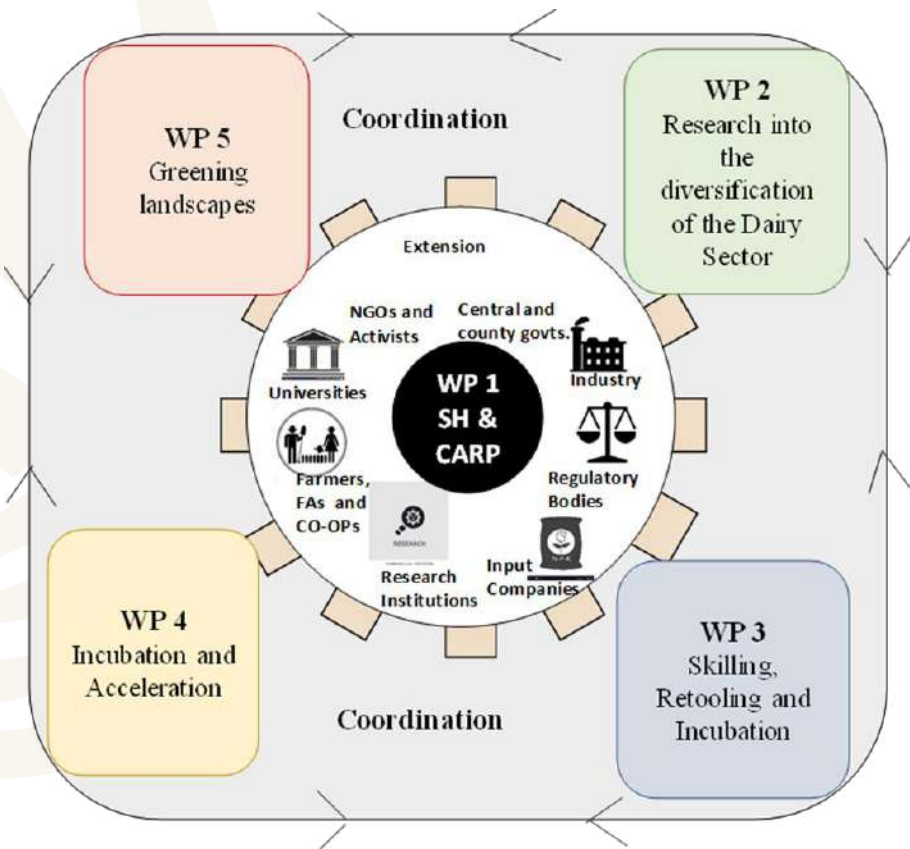 WP 5
Greening
landscapes
Coordination
WP 2
Research into
the
diversification
of the Dairy
Sector
Extension
NGOs and
Activists
Central and
county govts.
Universities
Industry
WP 1
SH &
CARP
Farmers,
FAs and
CO-OPs
Regulatory
Bodies
RESEARCH
Research
Institutions
Input
Companies
WP 4
Incubation and
Acceleration
WP 3
Skilling,
Retooling and
Incubation
Coordination